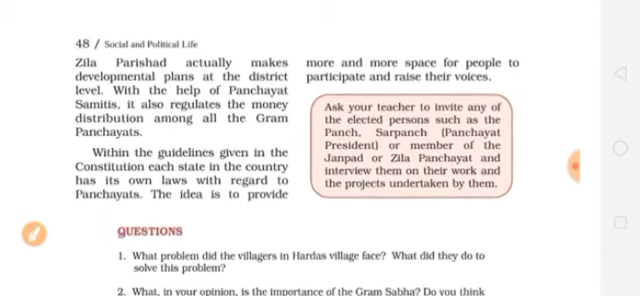 48 / Social and Political Life
Zila Parishad actually makes
developmental plans at the district
level. With the help of Panchayat
Samitis, it also regulates the money
distribution among all the Gram
Panchayats.
Within the guidelines given in the
Constitution each state in the country
has its own laws with regard to
Panchayats. The idea is to provide
more and more space for people to
participate and raise their voices.
Ask your teacher to invite any of
the elected persons such as the
Panch, Sarpanch (Panchayat
President) or member of the
Janpad or Zila Panchayat and
interview them on their work and
the projects undertaken by them.
QUESTIONS
1. What problem did the villagers in Hardas village face? What did they do to
solve this problem?
2. What, in your opinion, is the importance of the Gram Sabha? Do you think